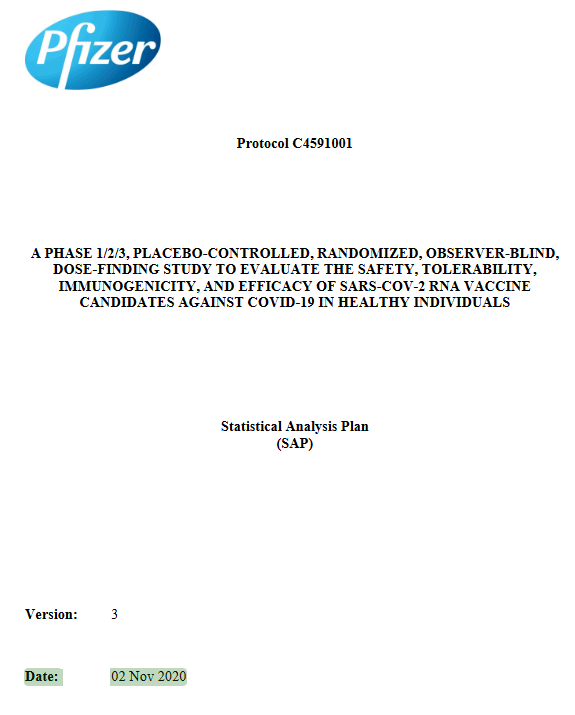 Pfizer
Protocol C4591001
A PHASE 1/2/3, PLACEBO-CONTROLLED, RANDOMIZED, OBSERVER-BLIND,
DOSE-FINDING STUDY TO EVALUATE THE SAFETY, TOLERABILITY,
IMMUNOGENICITY, AND EFFICACY OF SARS-COV-2 RNA VACCINE
CANDIDATES AGAINST COVID-19 IN HEALTHY INDIVIDUALS
Statistical Analysis Plan
(SAP)
Version: 3
Date: 02 Nov 2020